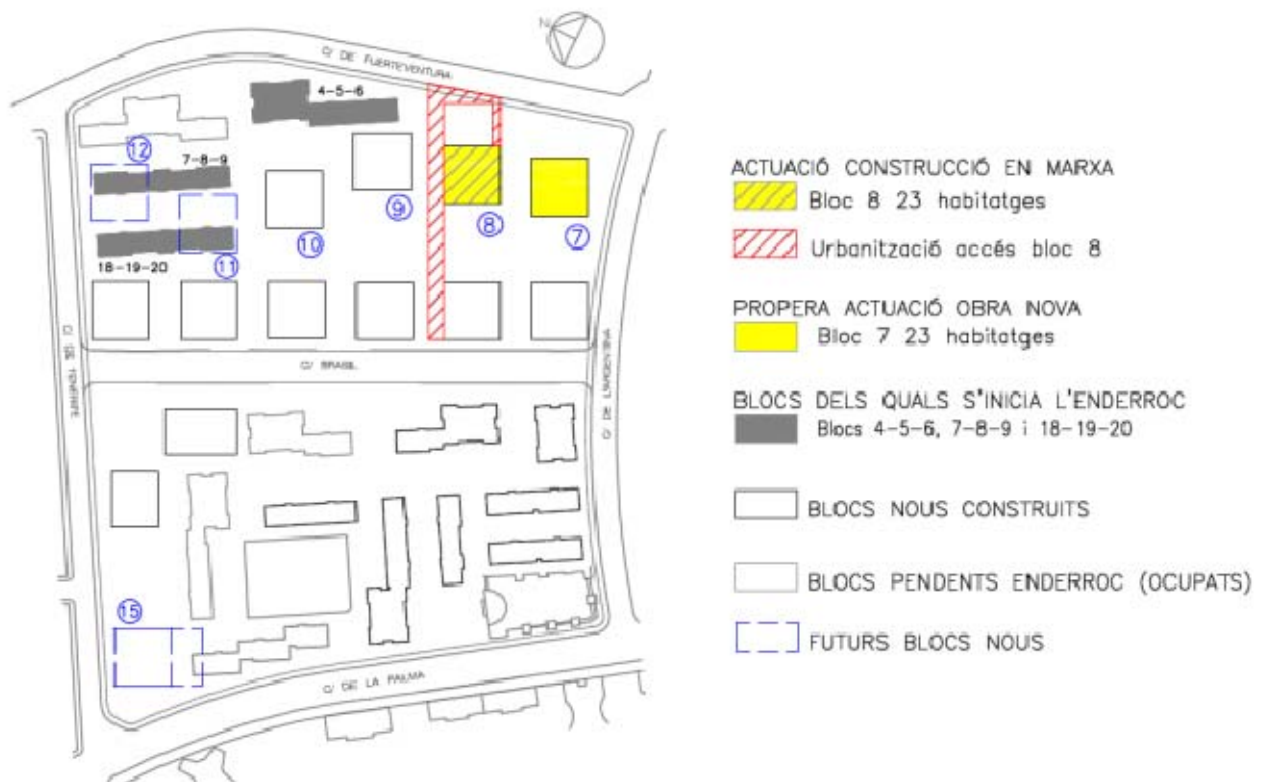 N
C/ DE FUERTEVENTURA
4-5-6
12
7-8-9
9
10
8
7
11
18-19-20
C/ DE TENERIFE
C/ BRASIL
C/ DE L'ARGENTINA
15
C/ DE LA PALMA
ACTUACIÓ CONSTRUCCIÓ EN MARXA
Bloc 8 23 habitatges
Urbanització accés bloc 8
PROPERA ACTUACIÓ OBRA NOVA
Bloc 7 23 habitatges
BLOCS DELS QUALS S'INICIA L'ENDERROC
Blocs 4-5-6, 7-8-9 i 18-19-20
BLOCS NOUS CONSTRUITS
BLOCS PENDENTS ENDERROC (OCUPATS)
FUTURS BLOCS NOUS